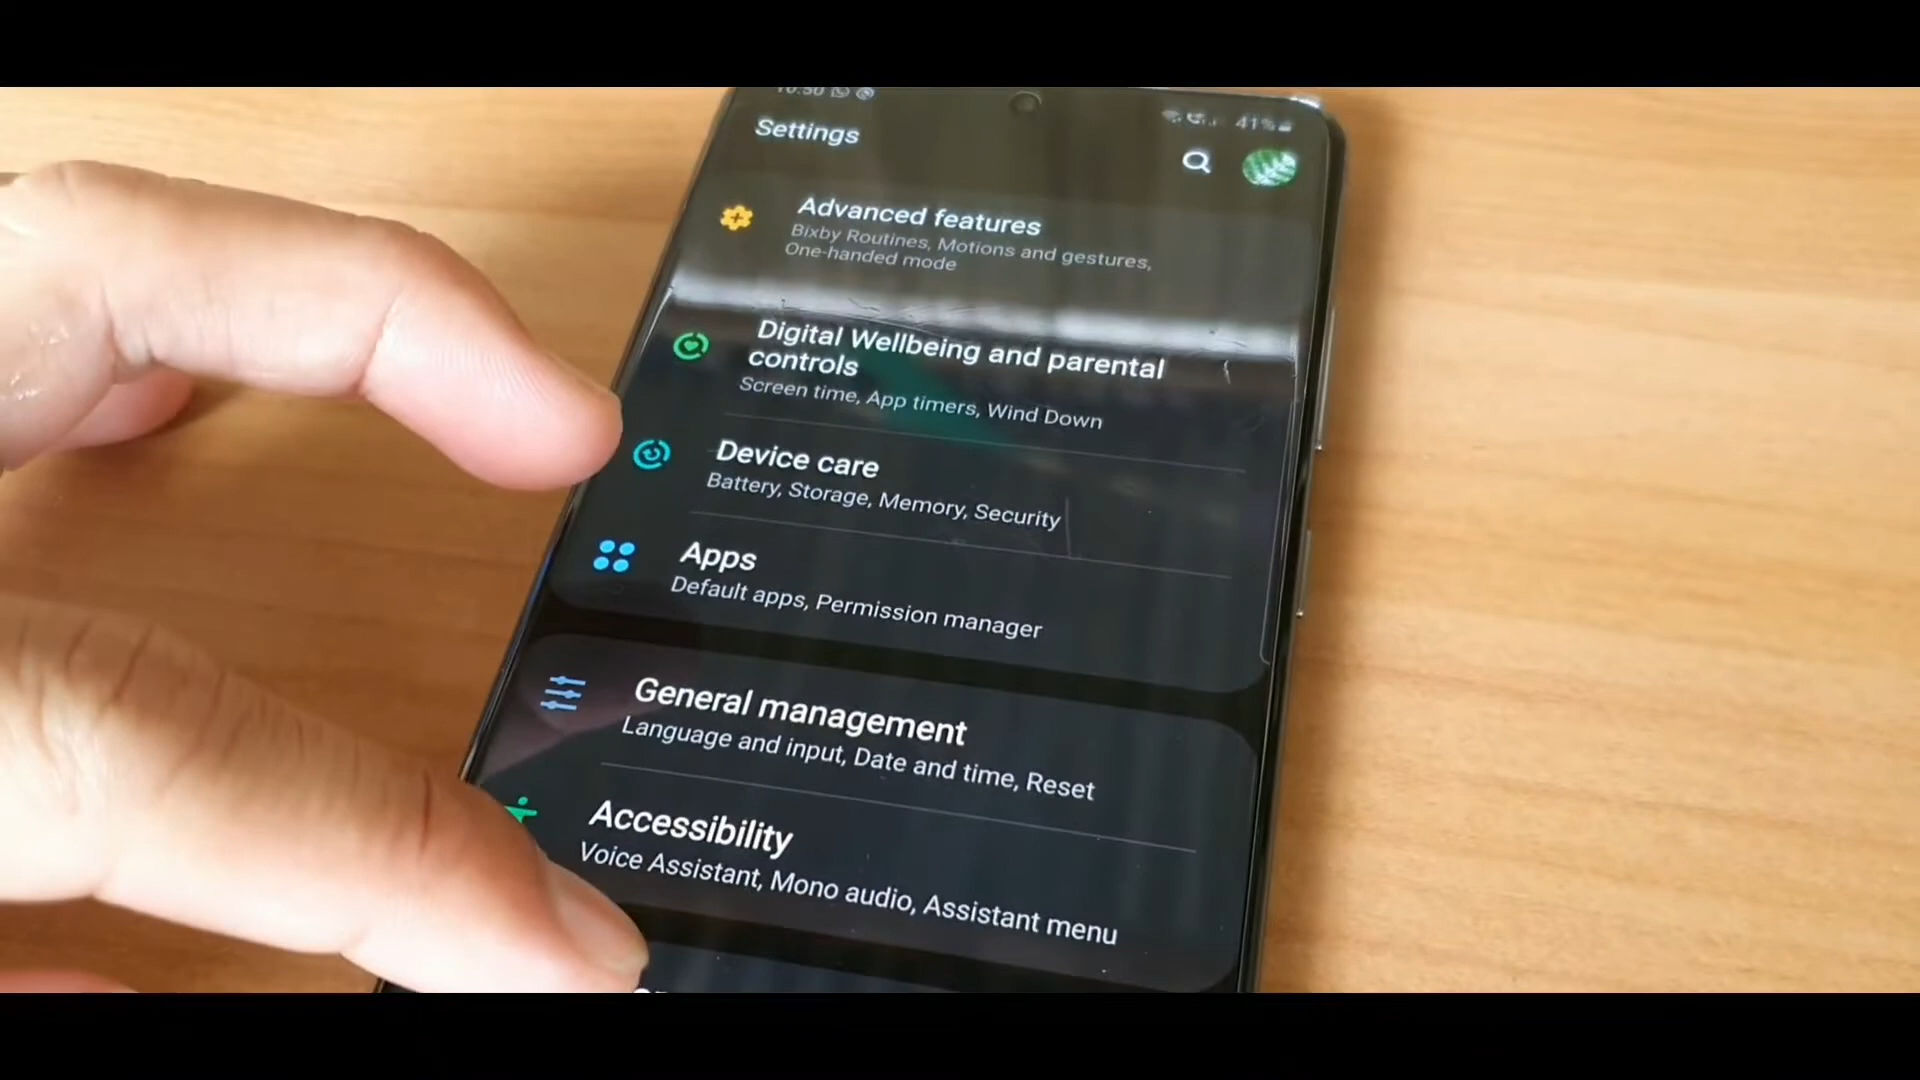 10:50
41%
Settings
Advanced features
Bixby Routines, Motions and gestures,
One-handed mode
Digital Wellbeing and parental
controls
Screen time, App timers, Wind Down
Device care
Battery, Storage, Memory, Security
Apps
Default apps, Permission manager
General management
Language and input, Date and time, Reset
Accessibility
Voice Assistant, Mono audio, Assistant menu